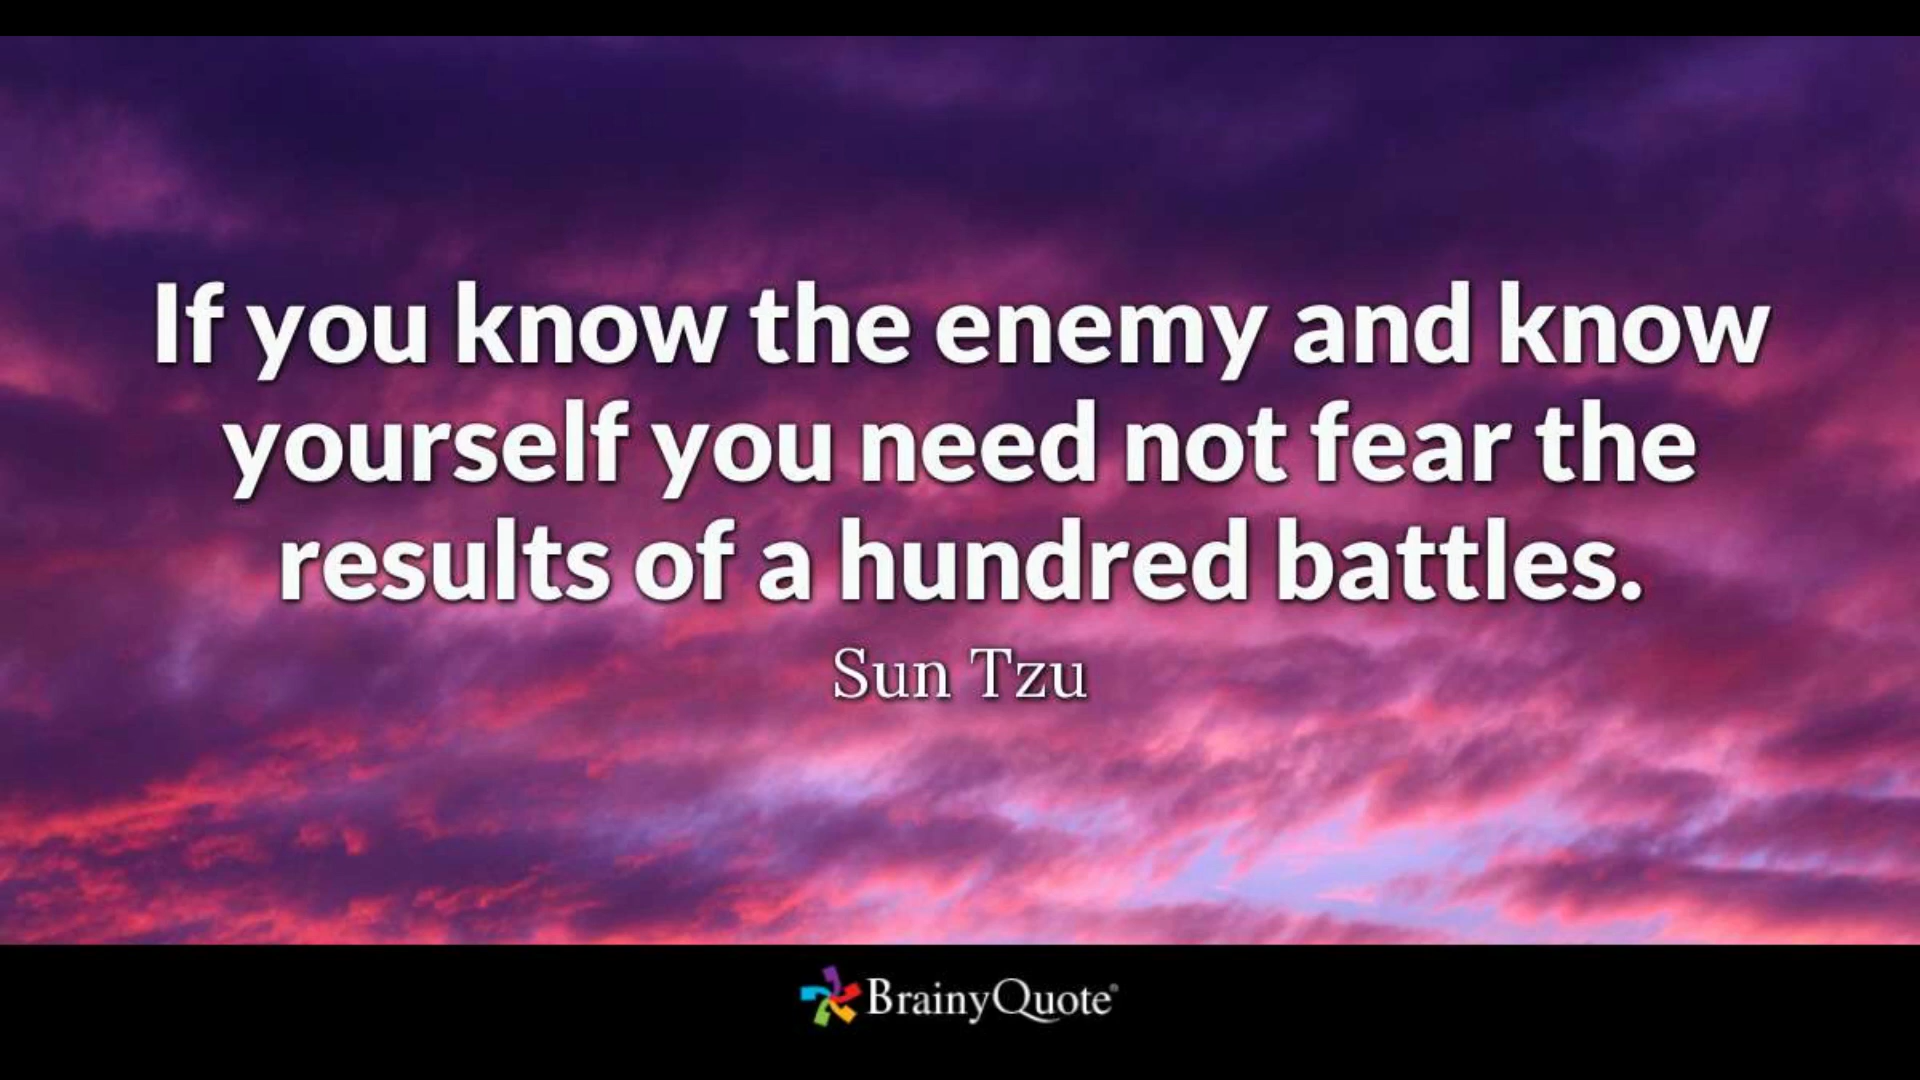 If you know the enemy and know
yourself you need not fear the
results of a hundred battles.
Sun Tzu
BrainyQuote®